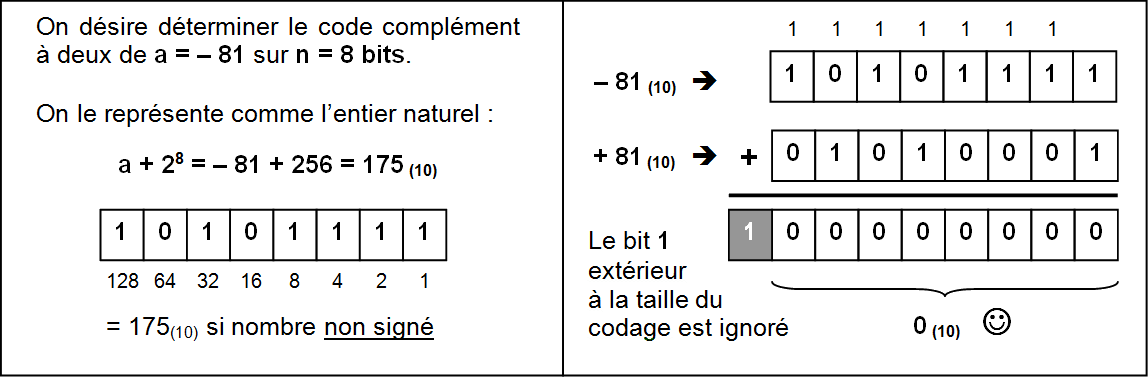 On désire déterminer le code complément
à deux de a = – 81 sur n = 8 bits.
On le représente comme l'entier naturel :
a + 2⁸ = – 81 + 256 = 175 (10)
1 0 1 0 1 1 1 1
128 64 32 16 8 4 2 1
= 175(10) si nombre non signé
1 1 1 1 1 1 1
– 81 (10) ➔ 1 0 1 0 1 1 1 1
+ 81 (10) ➔ + 0 1 0 1 0 0 0 1
1 0 0 0 0 0 0 0 0
Le bit 1
extérieur
à la taille du
codage est ignoré
0 (10) ☺